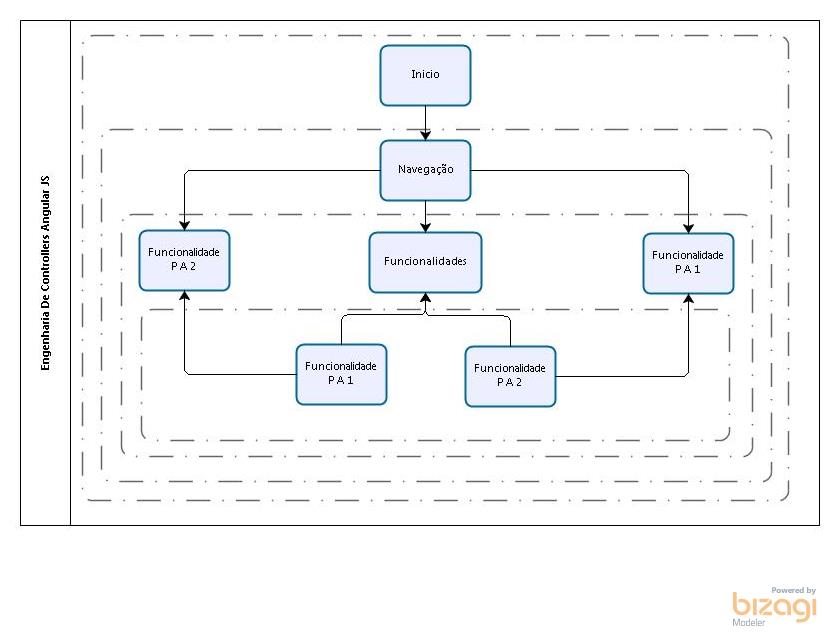 Engenharia De Controllers Angular JS
Inicio
Navegação
Funcionalidade
P A 2
Funcionalidades
Funcionalidade
P A 1
Funcionalidade
P A 1
Funcionalidade
P A 2
Powered by
bizagi
Modeler